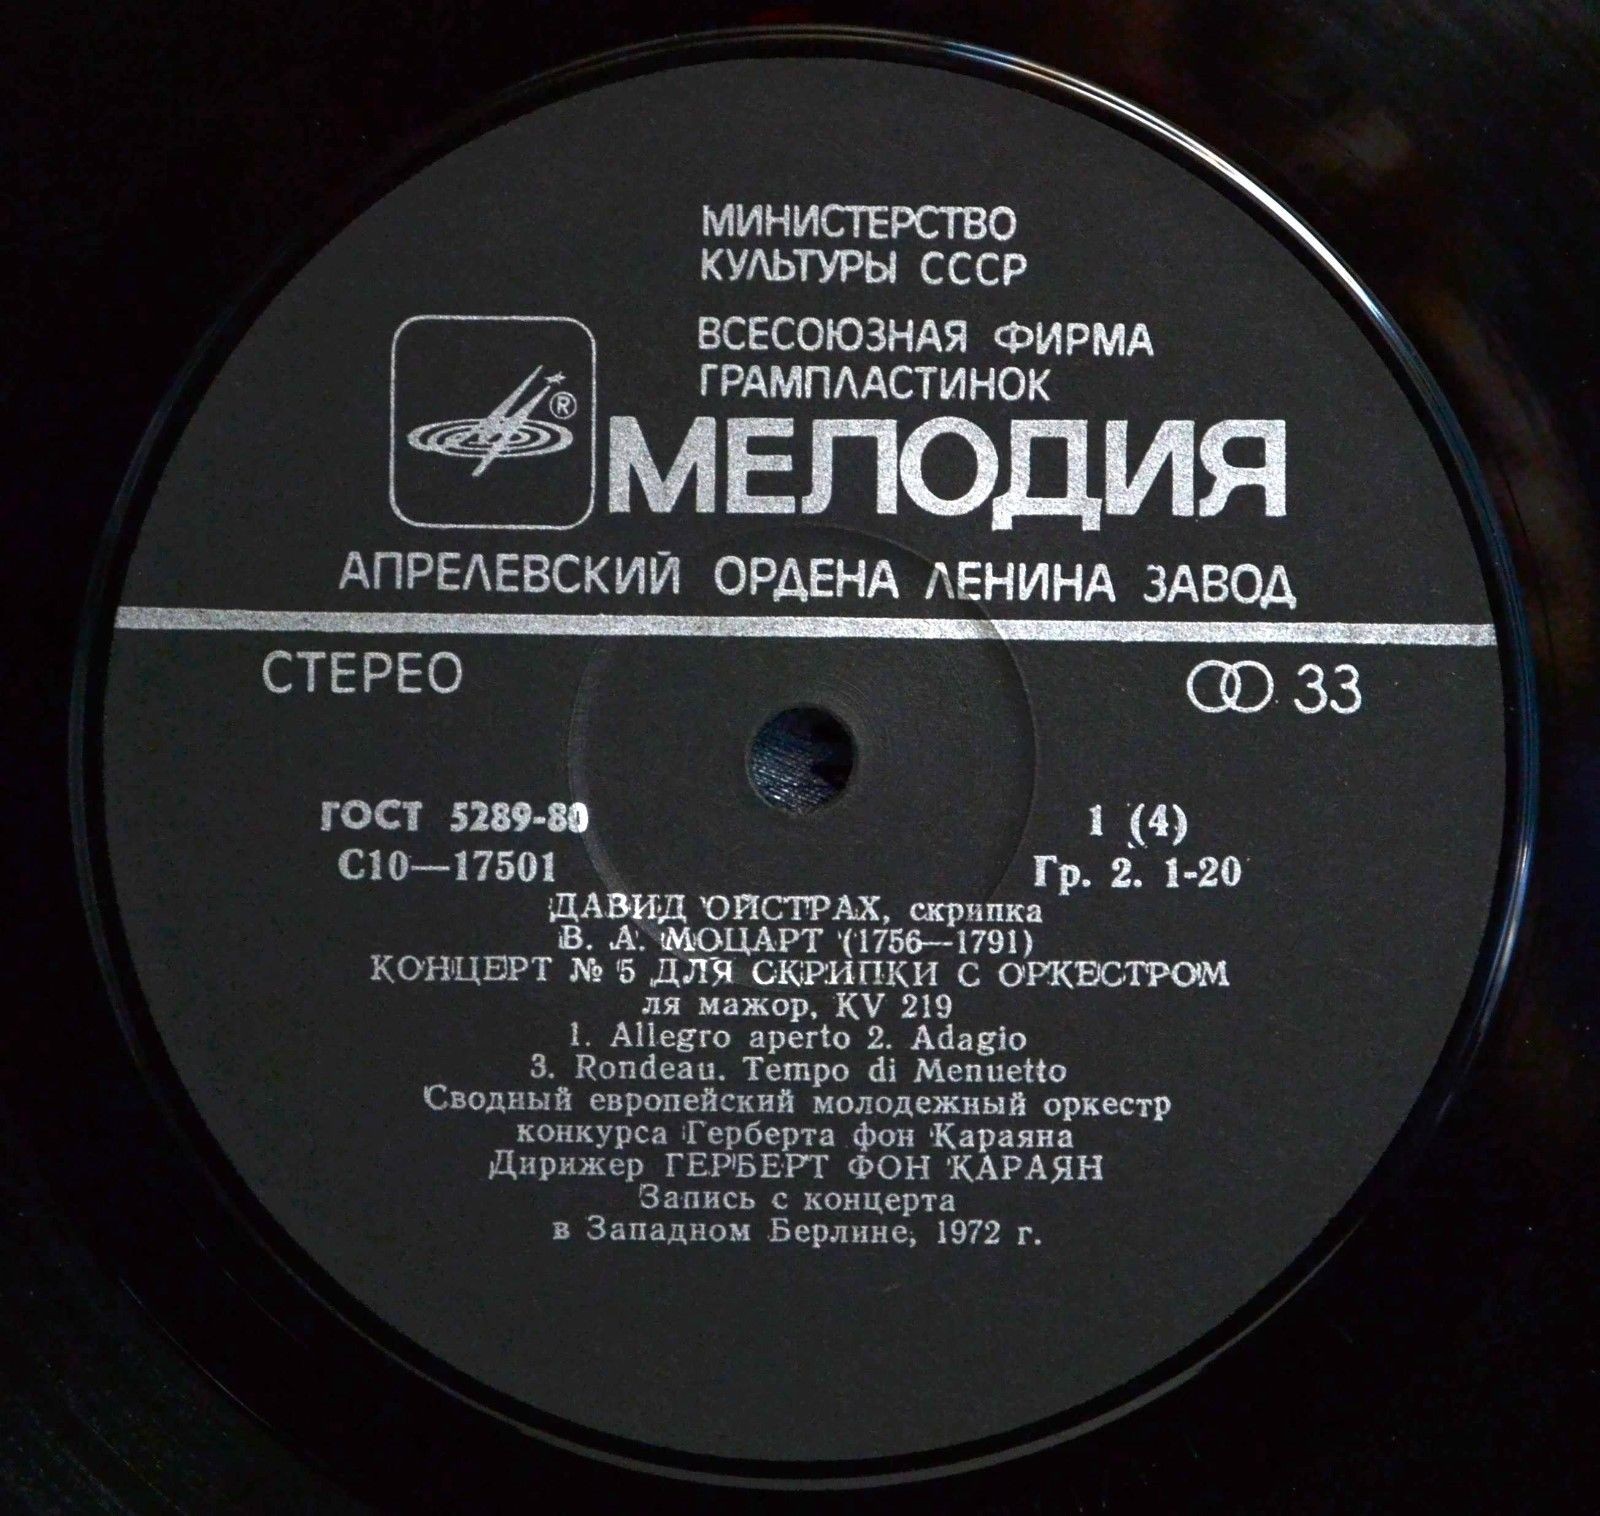 МИНИСТЕРСТВО
КУЛЬТУРЫ СССР
ВСЕСОЮЗНАЯ ФИРМА
ГРАМПЛАСТИНОК
®
МЕЛОДИЯ
АПРЕЛЕВСКИЙ ОРДЕНА ЛЕНИНА ЗАВОД
СТЕРЕО 33
ГОСТ 5289-80 1 (4)
С10—17501 Гр. 2. 1-20
ДАВИД ОЙСТРАХ, скрипка
В. А. МОЦАРТ (1756—1791)
КОНЦЕРТ № 5 ДЛЯ СКРИПКИ С ОРКЕСТРОМ
ля мажор, KV 219
1. Allegro aperto 2. Adagio
3. Rondeau. Tempo di Menuetto
Сводный европейский молодежный оркестр
конкурса Герберта фон Караяна
Дирижер ГЕРБЕРТ ФОН КАРАЯН
Запись с концерта
в Западном Берлине, 1972 г.